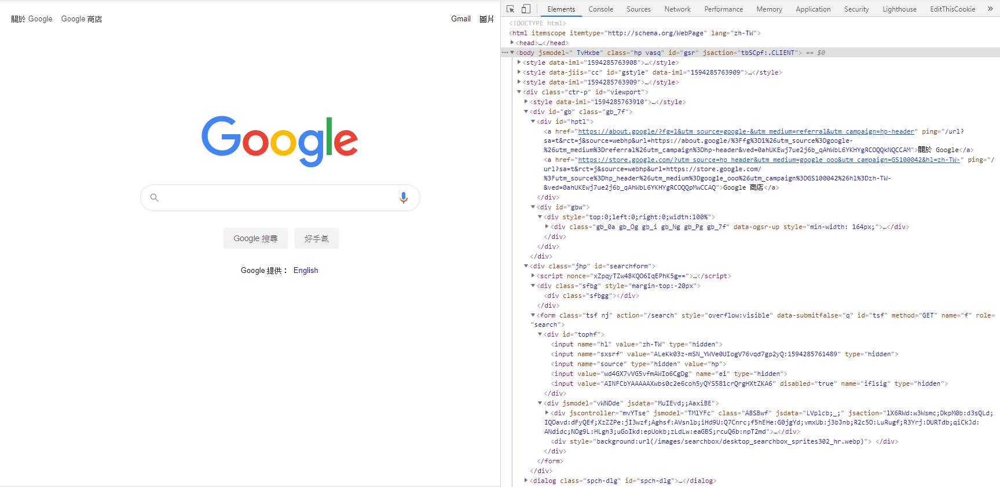 關於 Google Google 商店 Gmail 圖片
Google
Google 搜尋 好手氣
Google 提供： English
Elements Console Sources Network Performance Memory Application Security Lighthouse EditThisCookie »
<!DOCTYPE html>
<html itemscope itemtype="http://schema.org/WebPage" lang="zh-TW">
<head>…</head>
<body jsmodel=" TvHxbe" class="hp vasq" id="gsr" jsaction="tbSCpf:.CLIENT"> == $0
<style data-iml="1594285763908">…</style>
<style data-jiis="cc" id="gstyle" data-iml="1594285763909">…</style>
<style data-iml="1594285763909">…</style>
<div class="ctr-p" id="viewport">
<style data-iml="1594285763910">…</style>
<div id="gb" class="gb_7f">
<div id="hptl">
<a href="https://about.google/?fg=1&utm_source=google-&utm_medium=referral&utm_campaign=hp-header" ping="/url?
sa=t&rct=j&source=webhp&url=https://about.google/%3Ffg%3D1%26utm_source%3Dgoogle-
%26utm_medium%3Dreferral%26utm_campaign%3Dhp-header&ved=0ahUKEwj7ue2j6b_qAhWbL6YKHYgRCOQQkNQCCAM">關於 Google</a>
<a href="https://store.google.com/?utm_source=hp_header&utm_medium=google_ooo&utm_campaign=GS100042&hl=zh-TW-" ping="/
url?sa=t&rct=j&source=webhp&url=https://store.google.com/
%3Futm_source%3Dhp_header%26utm_medium%3Dgoogle_ooo%26utm_campaign%3DGS100042%26hl%3Dzh-TW-
&ved=0ahUKEwj7ue2j6b_qAhWbL6YKHYgRCOQQpMwCCAQ">Google 商店</a>
</div>
<div id="gbw">
<div style="top:0;left:0;right:0;width:100%">
<div class="gb_0a gb_Og gb_i gb_Ng gb_Pg gb_7f" data-ogsr-up style="min-width: 164px;">…</div>
</div>
</div>
</div>
<div class="jhp" id="searchform">
<script nonce="xZpqyTZw48KQO6IqEPhK5g==">…</script>
<div class="sfbg" style="margin-top:-20px">
<div class="sfbgg"></div>
</div>
<form class="tsf nj" action="/search" style="overflow:visible" data-submitfalse="q" id="tsf" method="GET" name="f" role=
"search">
<div id="tophf">
<input name="hl" value="zh-TW" type="hidden">
<input name="sxsrf" value="ALeKk03z-mSN_YWVe0UIogV76vqd7gp2yQ:1594285761489" type="hidden">
<input name="source" type="hidden" value="hp">
<input value="wd4GX7vVG5vfmAWIo6CgDg" name="ei" type="hidden">
<input value="AINFCbYAAAAAXwbs0c2e6coh5yQYS581crQrgHXtZKA6" disabled="true" name="iflsig" type="hidden">
</div>
<div jsmodel="vWNDde" jsdata="MuIEvd;;AaxiBE">
<div jscontroller="mvYTse" jsmodel="TMlYFc" class="A8SBwf" jsdata="LVplcb;_;" jsaction="lX6RWd:w3Wsmc;DkpM0b:d3sQLd;
IQOavd:dFyQEf;XzZZPe:jI3wzf;Aghsf:AVsnlb;iHd9U:Q7Cnrc;f5hEHe:G0jgYd;vmxUb:j3bJnb;R2c5O:LuRugf;R3Yrj:DURTdb;qiCkJd:
ANdidc;NOg9L:HLgh3;uGoIkd:epUokb;zLdLw:eaGBS;rcuQ6b:npT2md">…</div>
<div style="background:url(/images/searchbox/desktop_searchbox_sprites302_hr.webp)"> </div>
</div>
</form>
</div>
<dialog class="spch-dlg" id="spch-dlg">…</dialog>